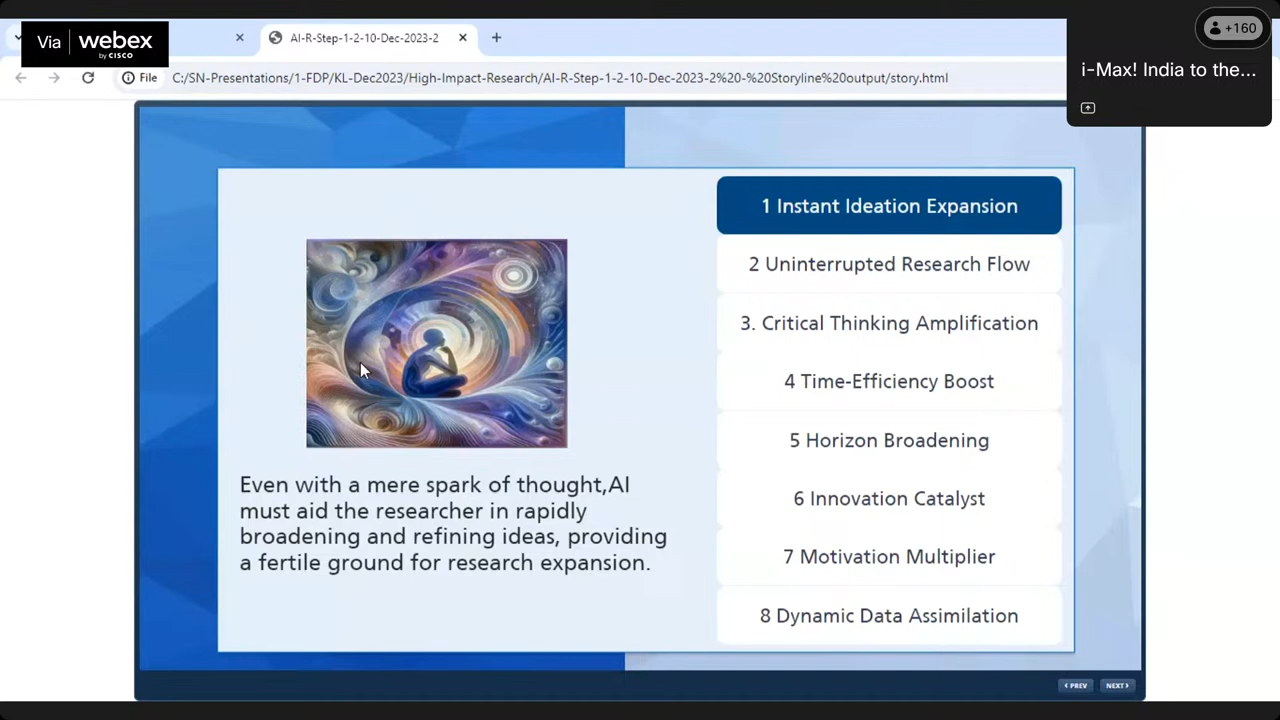 Via webex
by CISCO
AI-R-Step-1-2-10-Dec-2023-2
+160
i-Max! India to the...
File C:/SN-Presentations/1-FDP/KL-Dec2023/High-Impact-Research/AI-R-Step-1-2-10-Dec-2023-2%20-%20Storyline%20output/story.html
1 Instant Ideation Expansion
2 Uninterrupted Research Flow
3. Critical Thinking Amplification
4 Time-Efficiency Boost
5 Horizon Broadening
6 Innovation Catalyst
7 Motivation Multiplier
8 Dynamic Data Assimilation
Even with a mere spark of thought,AI
must aid the researcher in rapidly
broadening and refining ideas, providing
a fertile ground for research expansion.
PREV NEXT